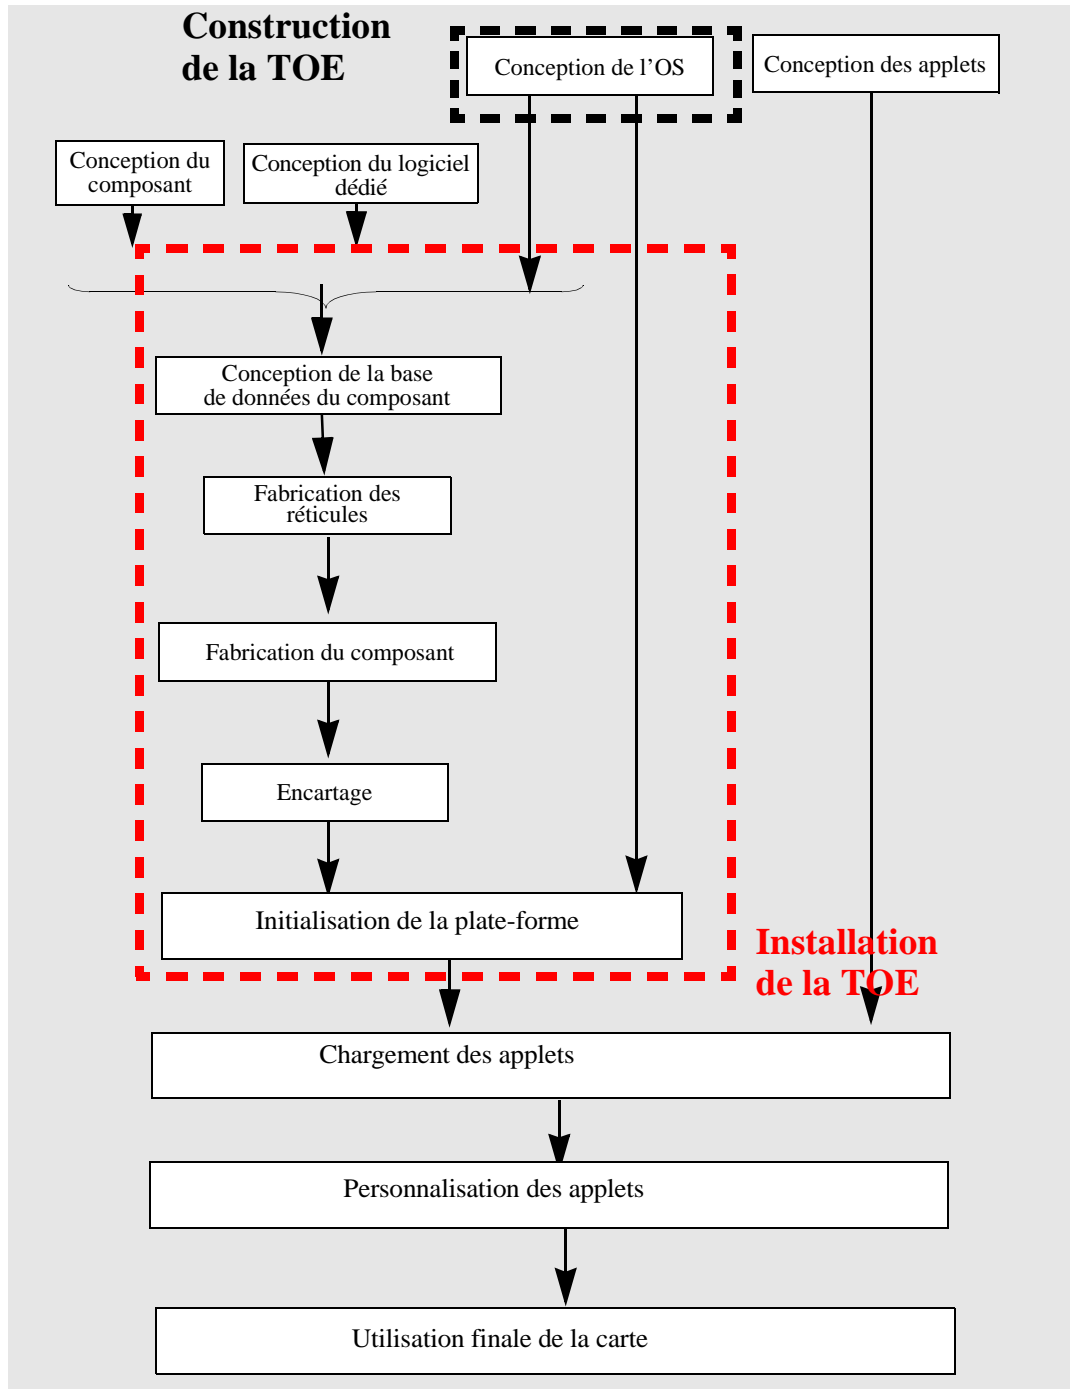 Construction
de la TOE
Conception de l'OS
Conception des applets
Conception du
composant
Conception du logiciel
dédié
Conception de la base
de données du composant
Fabrication des
réticules
Fabrication du composant
Encartage
Initialisation de la plate-forme
Installation
de la TOE
Chargement des applets
Personnalisation des applets
Utilisation finale de la carte